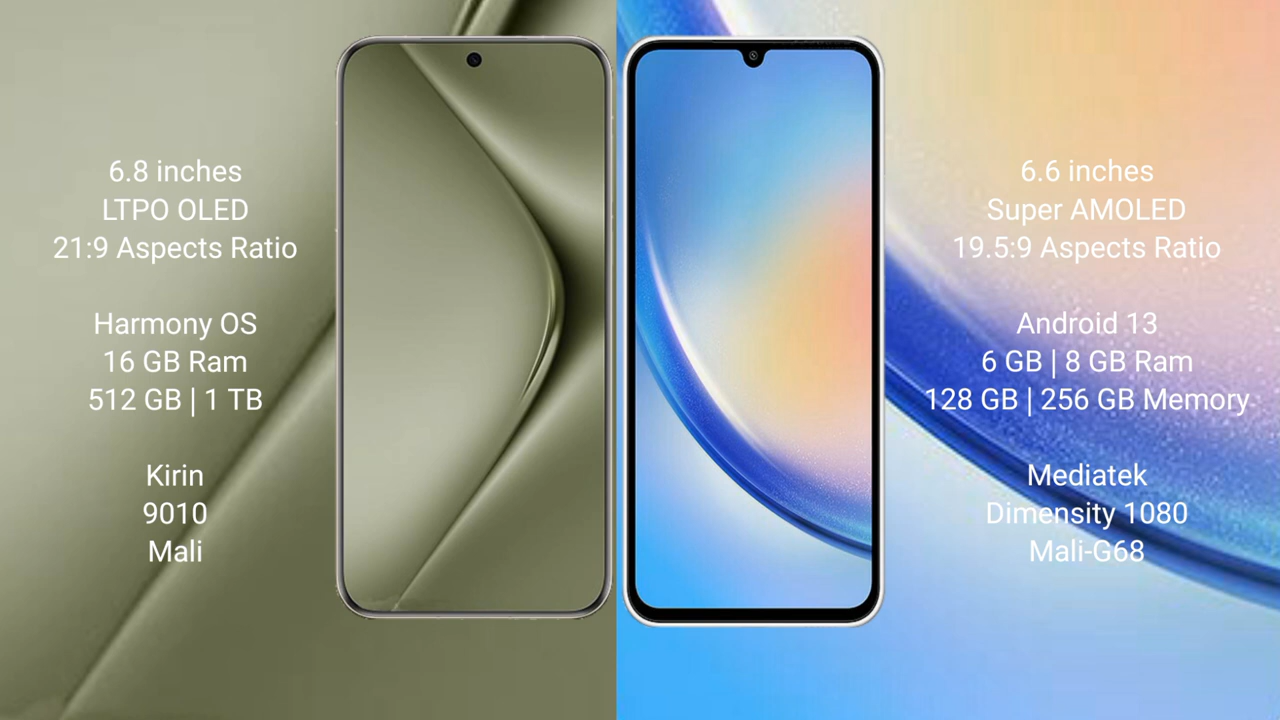 6.8 inches
LTPO OLED
21:9 Aspects Ratio
Harmony OS
16 GB Ram
512 GB | 1 TB
Kirin
9010
Mali
6.6 inches
Super AMOLED
19.5:9 Aspects Ratio
Android 13
6 GB | 8 GB Ram
128 GB | 256 GB Memory
Mediatek
Dimensity 1080
Mali-G68